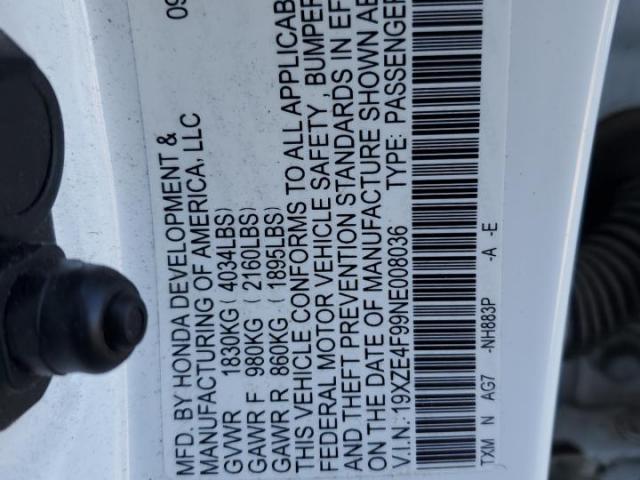 09
MFD. BY HONDA DEVELOPMENT &
MANUFACTURING OF AMERICA, LLC
GVWR 1830KG ( 4034LBS)
GAWR F 980KG ( 2160LBS)
GAWR R 860KG ( 1895LBS)
THIS VEHICLE CONFORMS TO ALL APPLICAB
FEDERAL MOTOR VEHICLE SAFETY , BUMPER
AND THEFT PREVENTION STANDARDS IN EF
ON THE DATE OF MANUFACTURE SHOWN AB
V.I.N.: 19XZE4F99NE008036 TYPE: PASSENGER
TXM N AG7 -NH883P -A -E